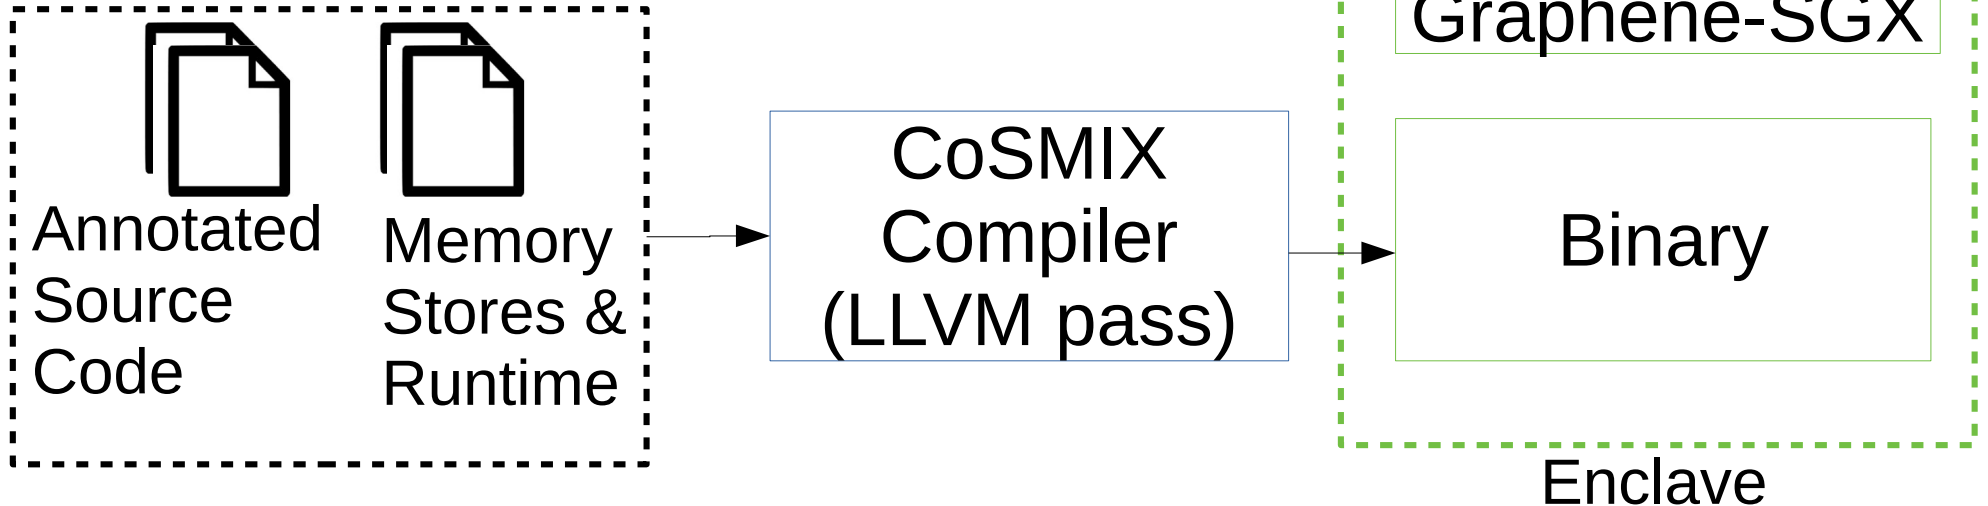 Graphene-SGX
Annotated
Source
Code
Memory
Stores &
Runtime
CoSMIX
Compiler
(LLVM pass)
Binary
Enclave